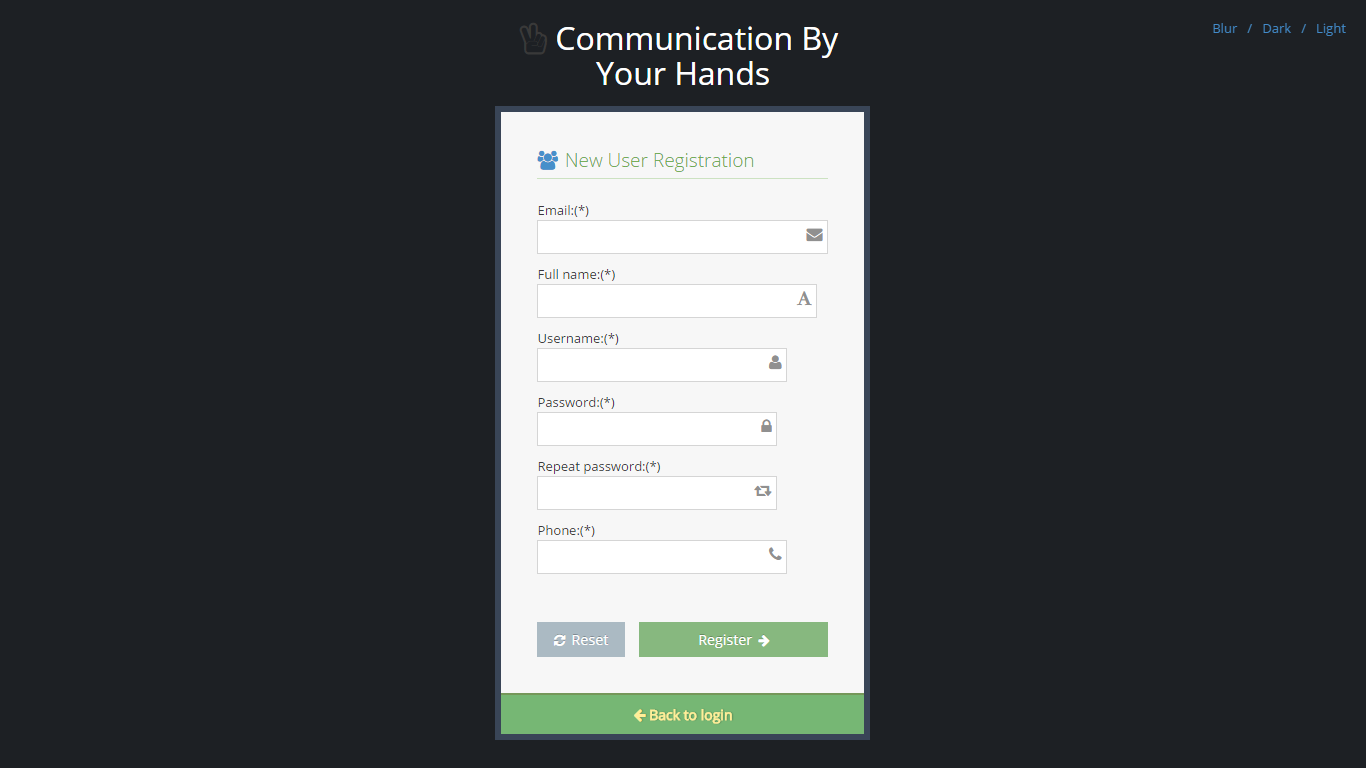 Communication By
Your Hands
Blur / Dark / Light
New User Registration
Email:(*)
Full name:(*)
Username:(*)
Password:(*)
Repeat password:(*)
Phone:(*)
Reset
Register
Back to login